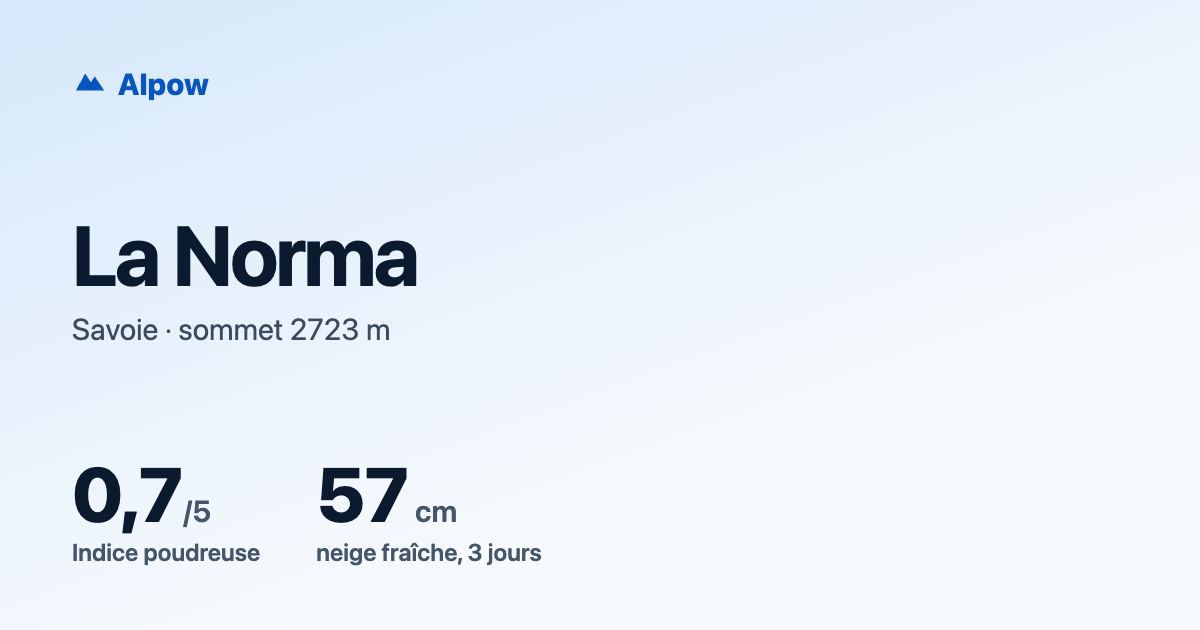 Alpow
La Norma
Savoie · sommet 2723 m
0,7/5 57 cm
Indice poudreuse neige fraîche, 3 jours